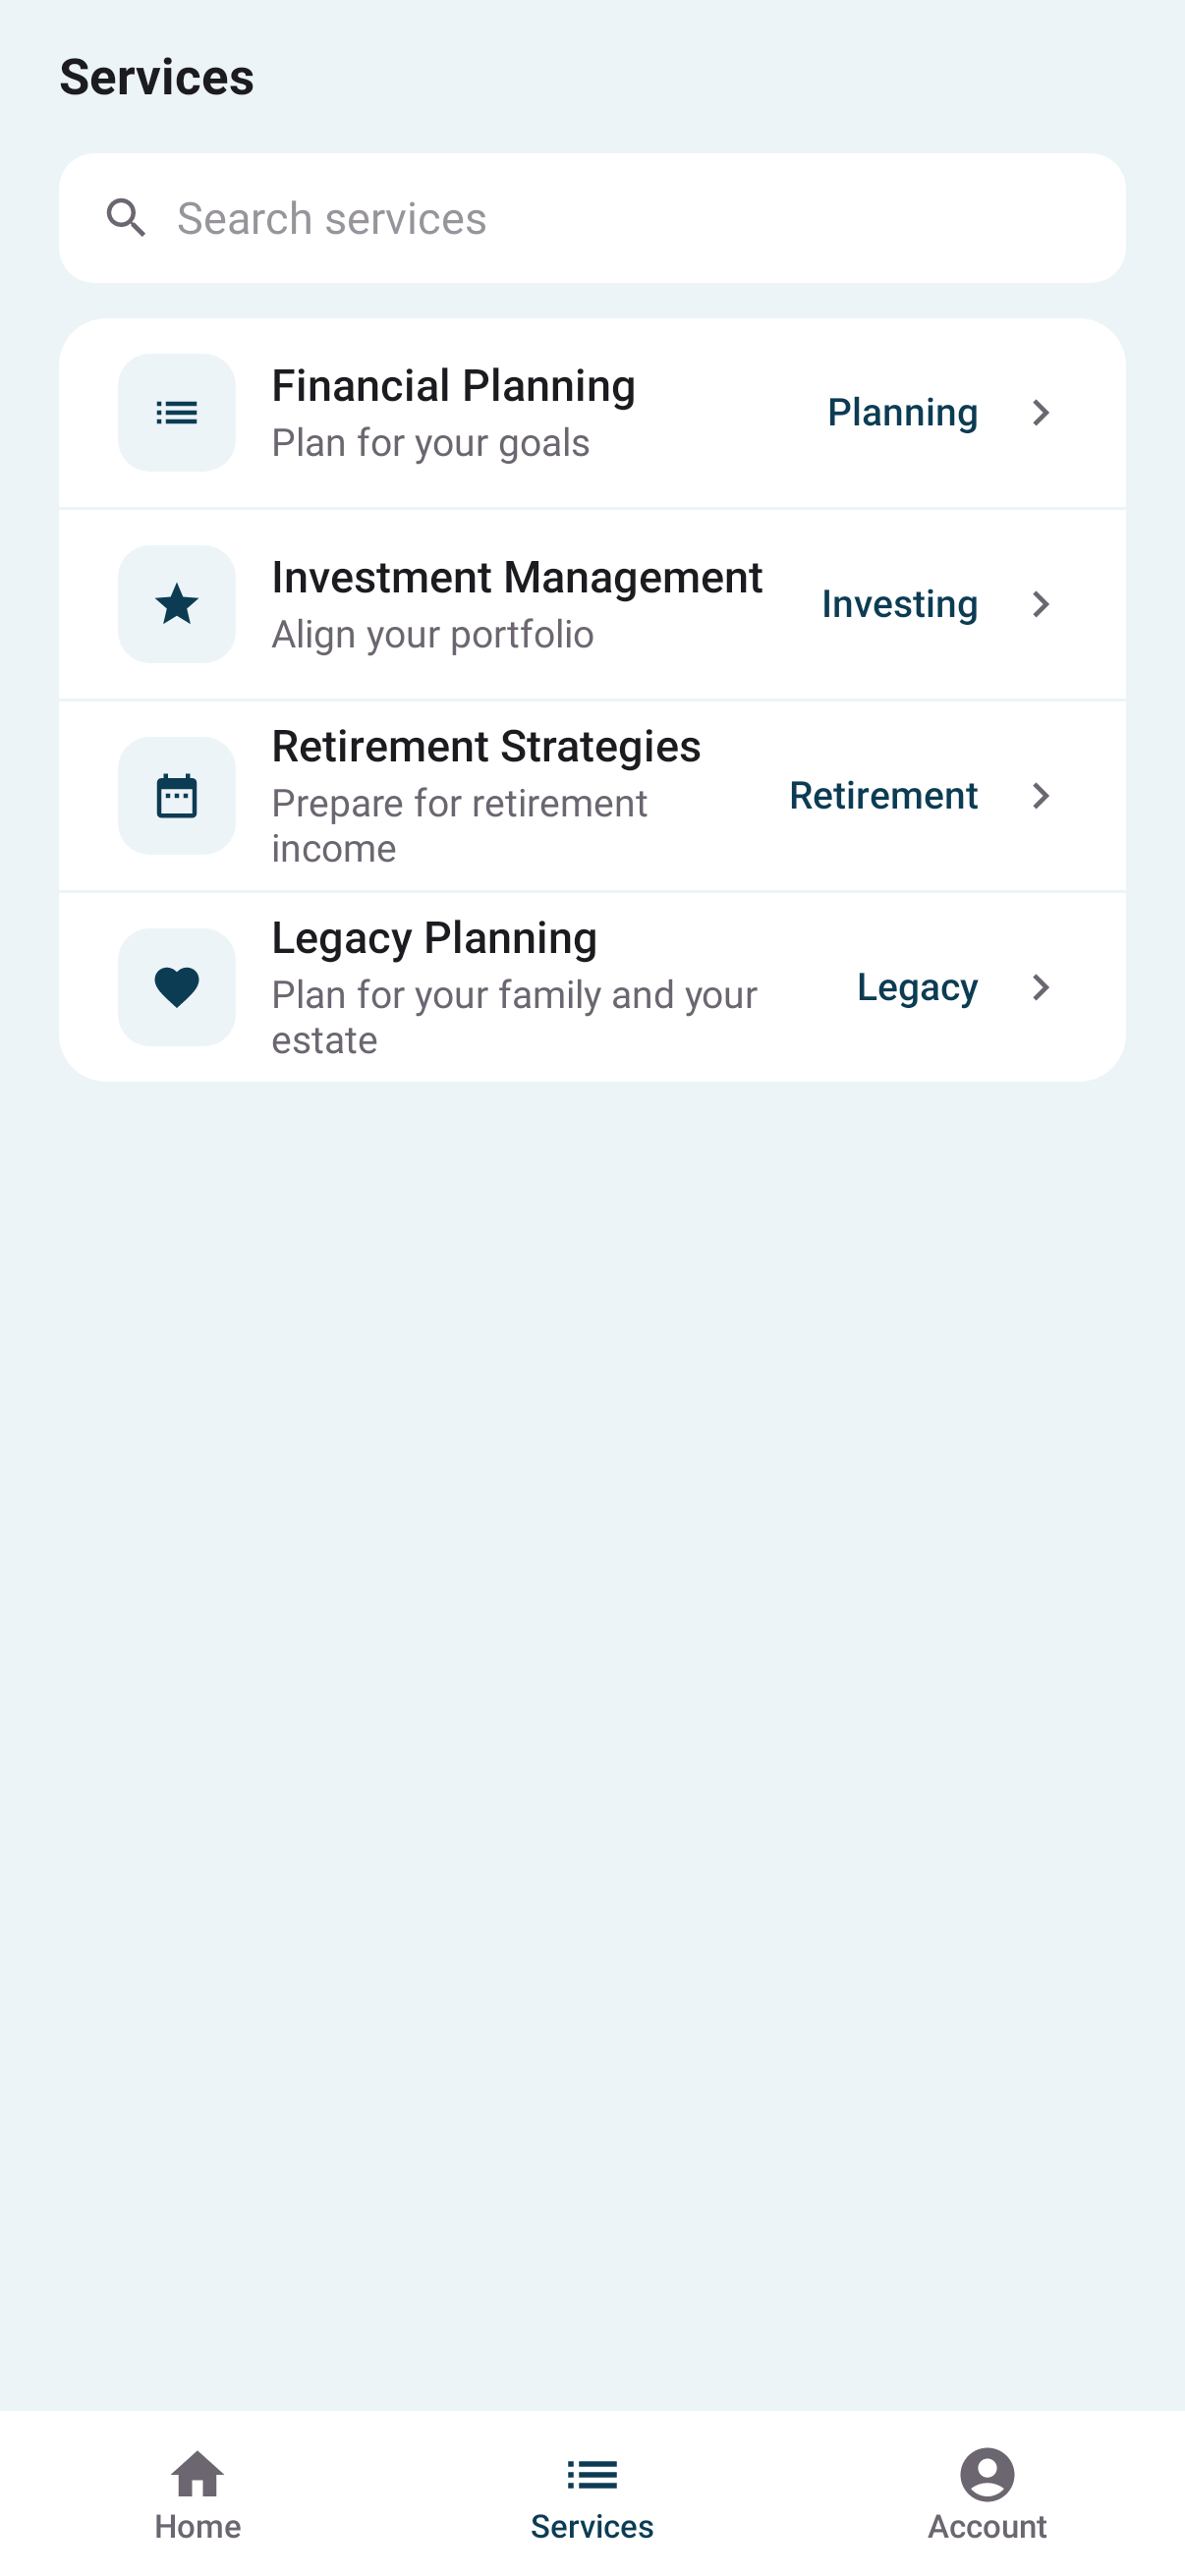 Services
Search services
Financial Planning
Plan for your goals
Planning
Investment Management
Align your portfolio
Investing
Retirement Strategies
Prepare for retirement
income
Retirement
Legacy Planning
Plan for your family and your
estate
Legacy
Home
Services
Account